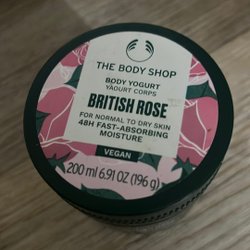 THE BODY SHOP
BODY YOGURT
YAOURT CORPS
BRITISH ROSE
FOR NORMAL TO DRY SKIN
48H FAST-ABSORBING
MOISTURE
VEGAN
200 ml 6.91 OZ (196 g)